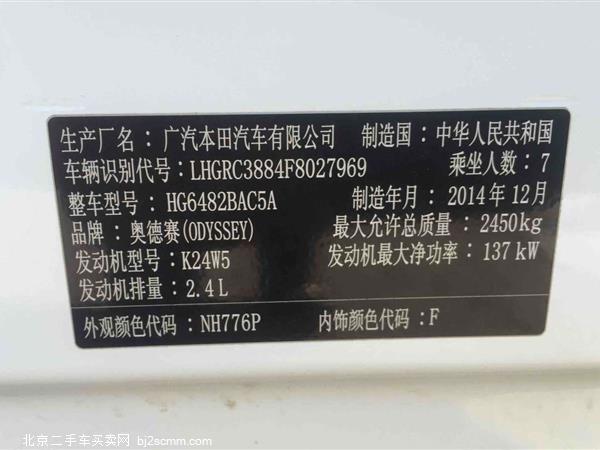 生产厂名：广汽本田汽车有限公司 制造国：中华人民共和国
车辆识别代号：LHGRC3884F8027969 乘坐人数：7
整车型号：HG6482BAC5A 制造年月：2014年12月
品牌：奥德赛(ODYSSEY) 最大允许总质量：2450kg
发动机型号：K24W5 发动机最大净功率：137kW
发动机排量：2.4L
外观颜色代码：NH776P 内饰颜色代码：F
北京二手车买卖网 bj2scmm.com